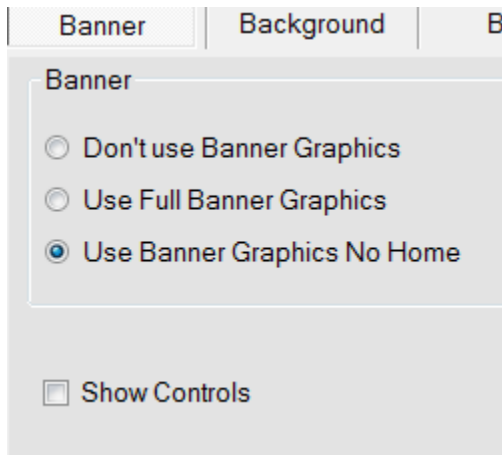 Banner Background B
Banner
Don't use Banner Graphics
Use Full Banner Graphics
Use Banner Graphics No Home
Show Controls